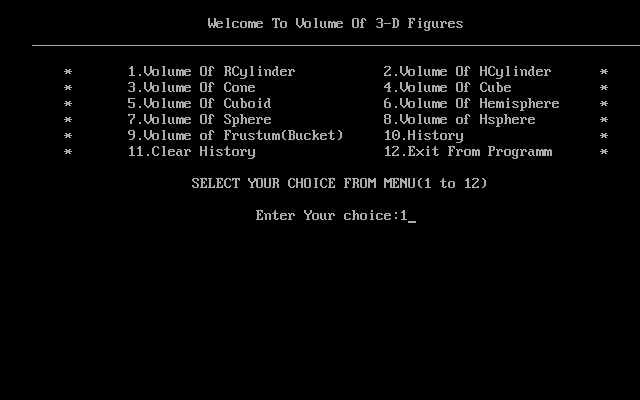 Welcome To Volume Of 3-D Figures
* 1.Volume Of RCylinder 2.Volume Of HCylinder *
* 3.Volume Of Cone 4.Volume Of Cube *
* 5.Volume Of Cuboid 6.Volume Of Hemisphere *
* 7.Volume Of Sphere 8.Volume of Hsphere *
* 9.Volume of Frustum(Bucket) 10.History *
* 11.Clear History 12.Exit From Programm *
SELECT YOUR CHOICE FROM MENU(1 to 12)
Enter Your choice:1_